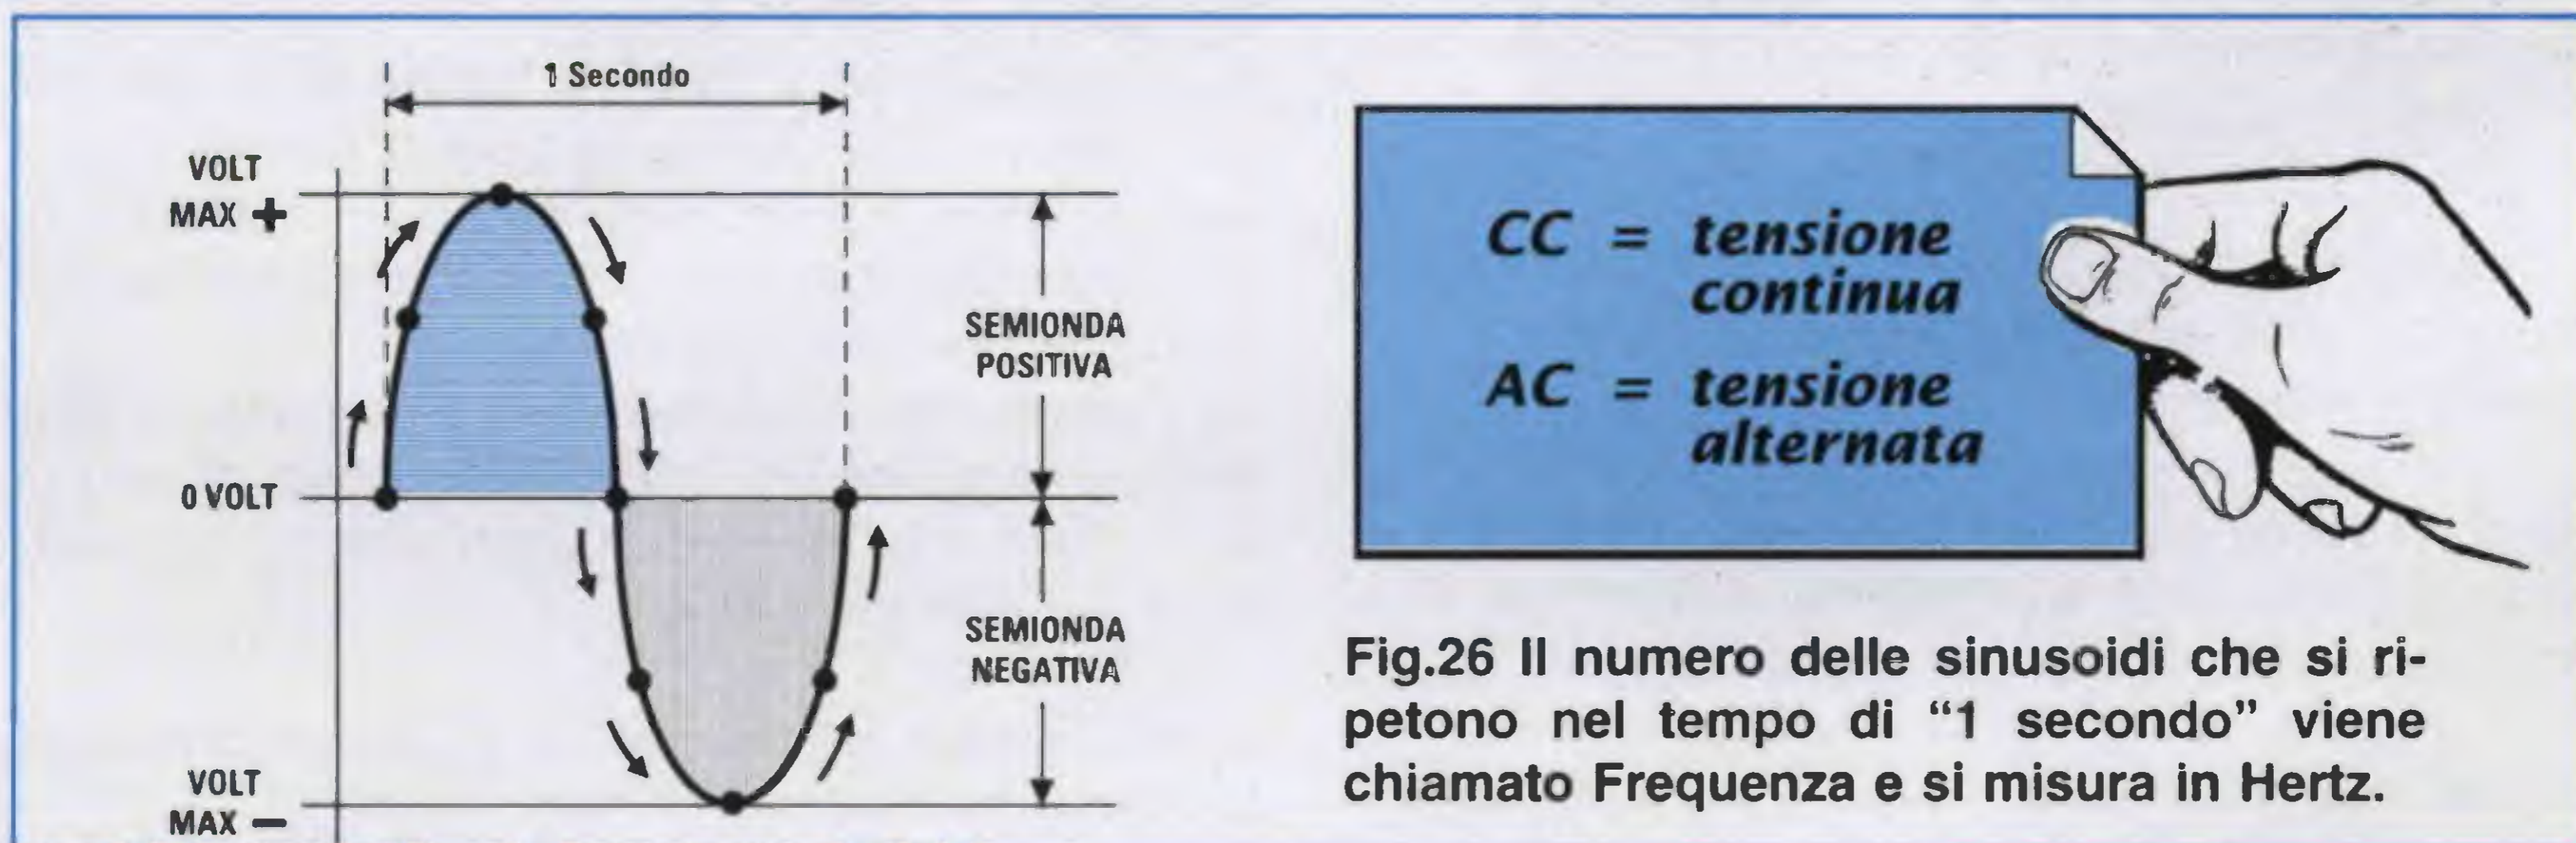 1 Secondo
VOLT
MAX +
0 VOLT
VOLT
MAX −
SEMIONDA
POSITIVA
SEMIONDA
NEGATIVA
CC = tensione
continua
AC = tensione
alternata
Fig.26 Il numero delle sinusoidi che si ri-
petono nel tempo di “1 secondo” viene
chiamato Frequenza e si misura in Hertz.